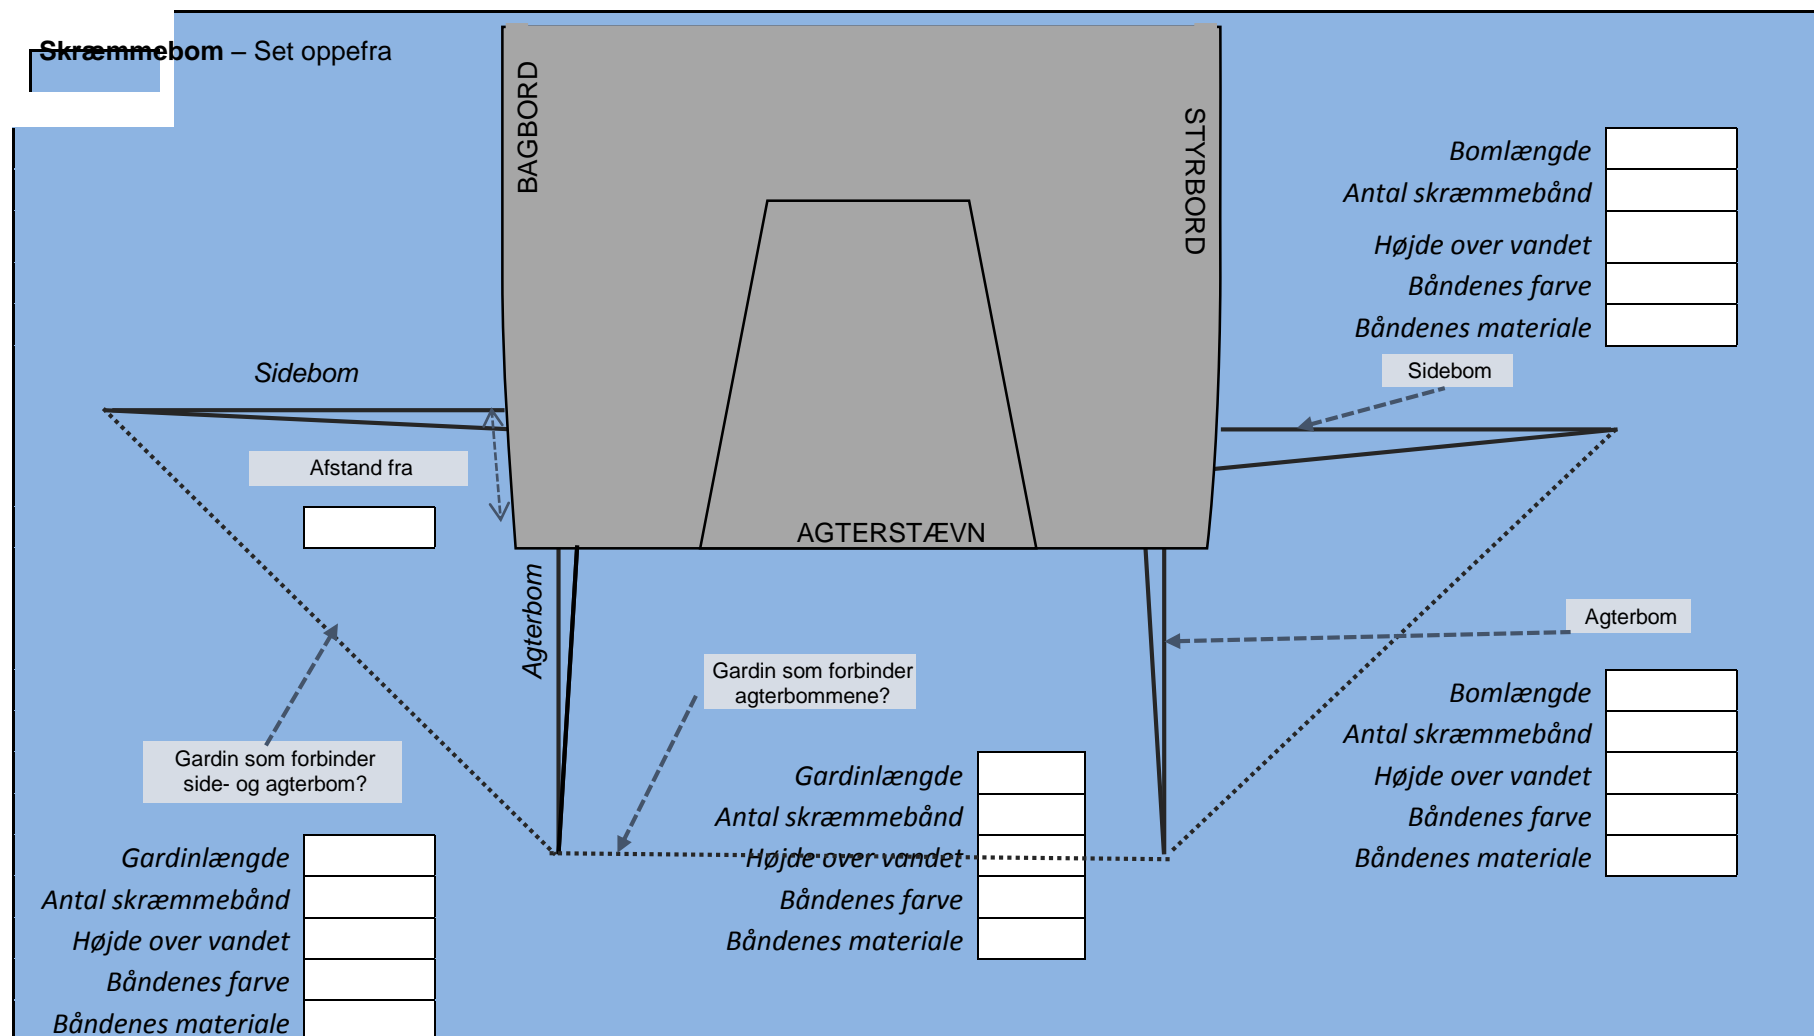 Skræmmebom – Set oppefra
BAGBORD
STYRBORD
Bomlængde
Antal skræmmebånd
Højde over vandet
Båndenes farve
Båndenes materiale
Sidebom
Sidebom
Afstand fra
AGTERSTÆVN
Agterbom
Agterbom
Gardin som forbinder
agterbommene?
Gardin som forbinder
side- og agterbom?
Bomlængde
Antal skræmmebånd
Højde over vandet
Båndenes farve
Båndenes materiale
Gardinlængde
Antal skræmmebånd
Højde over vandet
Båndenes farve
Båndenes materiale
Gardinlængde
Antal skræmmebånd
Højde over vandet
Båndenes farve
Båndenes materiale